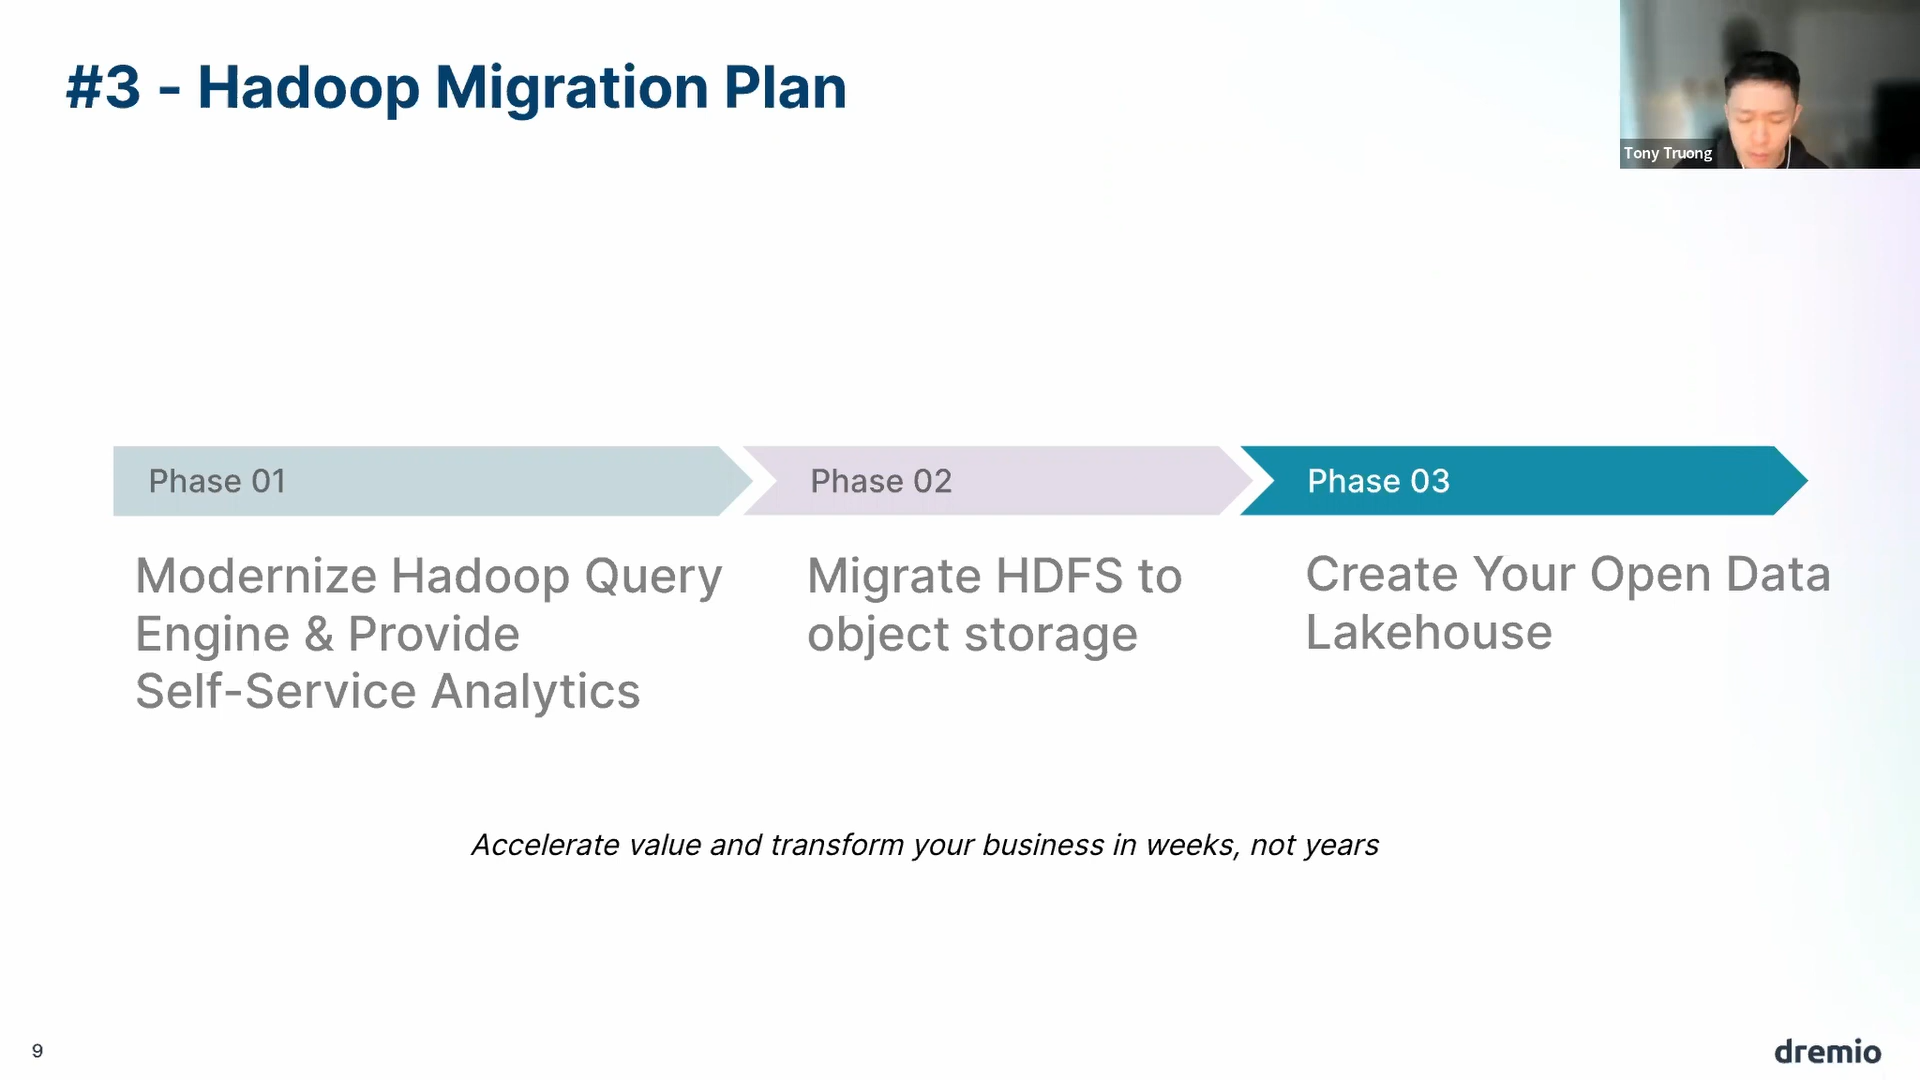 #3 - Hadoop Migration Plan
Tony Truong
Phase 01
Modernize Hadoop Query
Engine & Provide
Self-Service Analytics
Phase 02
Migrate HDFS to
object storage
Phase 03
Create Your Open Data
Lakehouse
Accelerate value and transform your business in weeks, not years
9
dremio